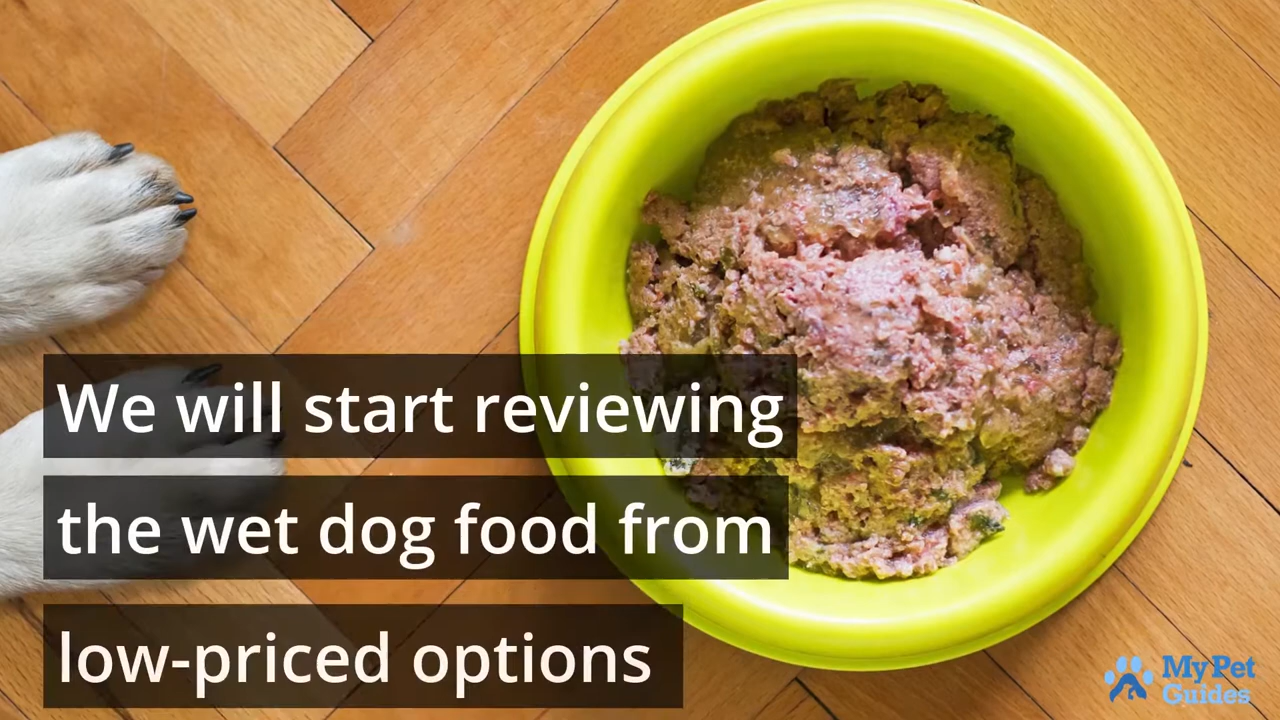 We will start reviewing
the wet dog food from
low-priced options
My Pet
Guides